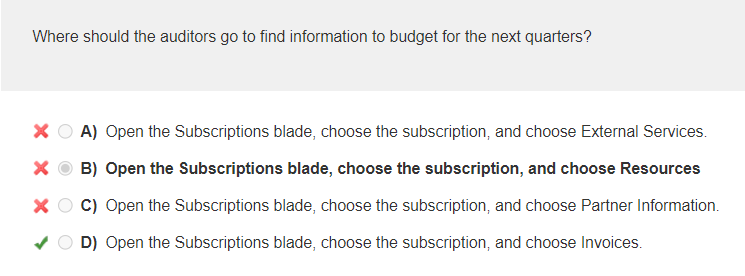 Where should the auditors go to find information to budget for the next quarters?
A) Open the Subscriptions blade, choose the subscription, and choose External Services.
B) Open the Subscriptions blade, choose the subscription, and choose Resources
C) Open the Subscriptions blade, choose the subscription, and choose Partner Information.
D) Open the Subscriptions blade, choose the subscription, and choose Invoices.